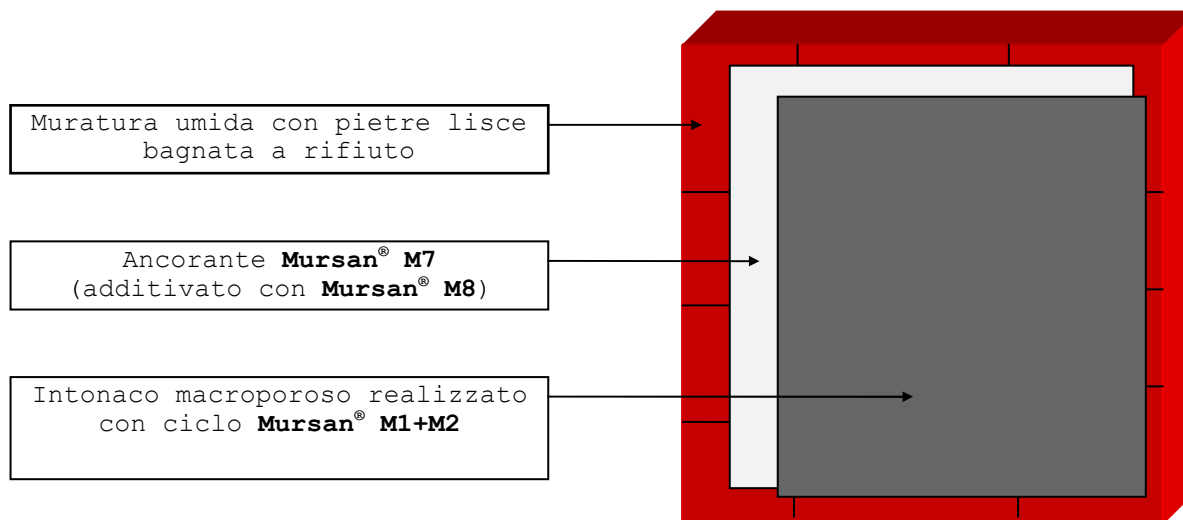 Muratura umida con pietre lisce
bagnata a rifiuto
Ancorante Mursan® M7
(additivato con Mursan® M8)
Intonaco macroporoso realizzato
con ciclo Mursan® M1+M2